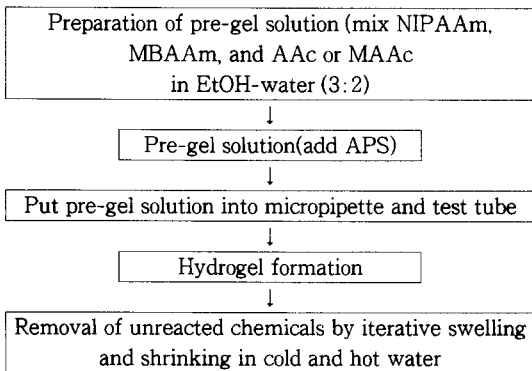 Preparation of pre-gel solution (mix NIPAAm,
MBAAm, and AAc or MAAc
in EtOH-water (3:2)
↓
Pre-gel solution(add APS)
↓
Put pre-gel solution into micropipette and test tube
↓
Hydrogel formation
↓
Removal of unreacted chemicals by iterative swelling
and shrinking in cold and hot water